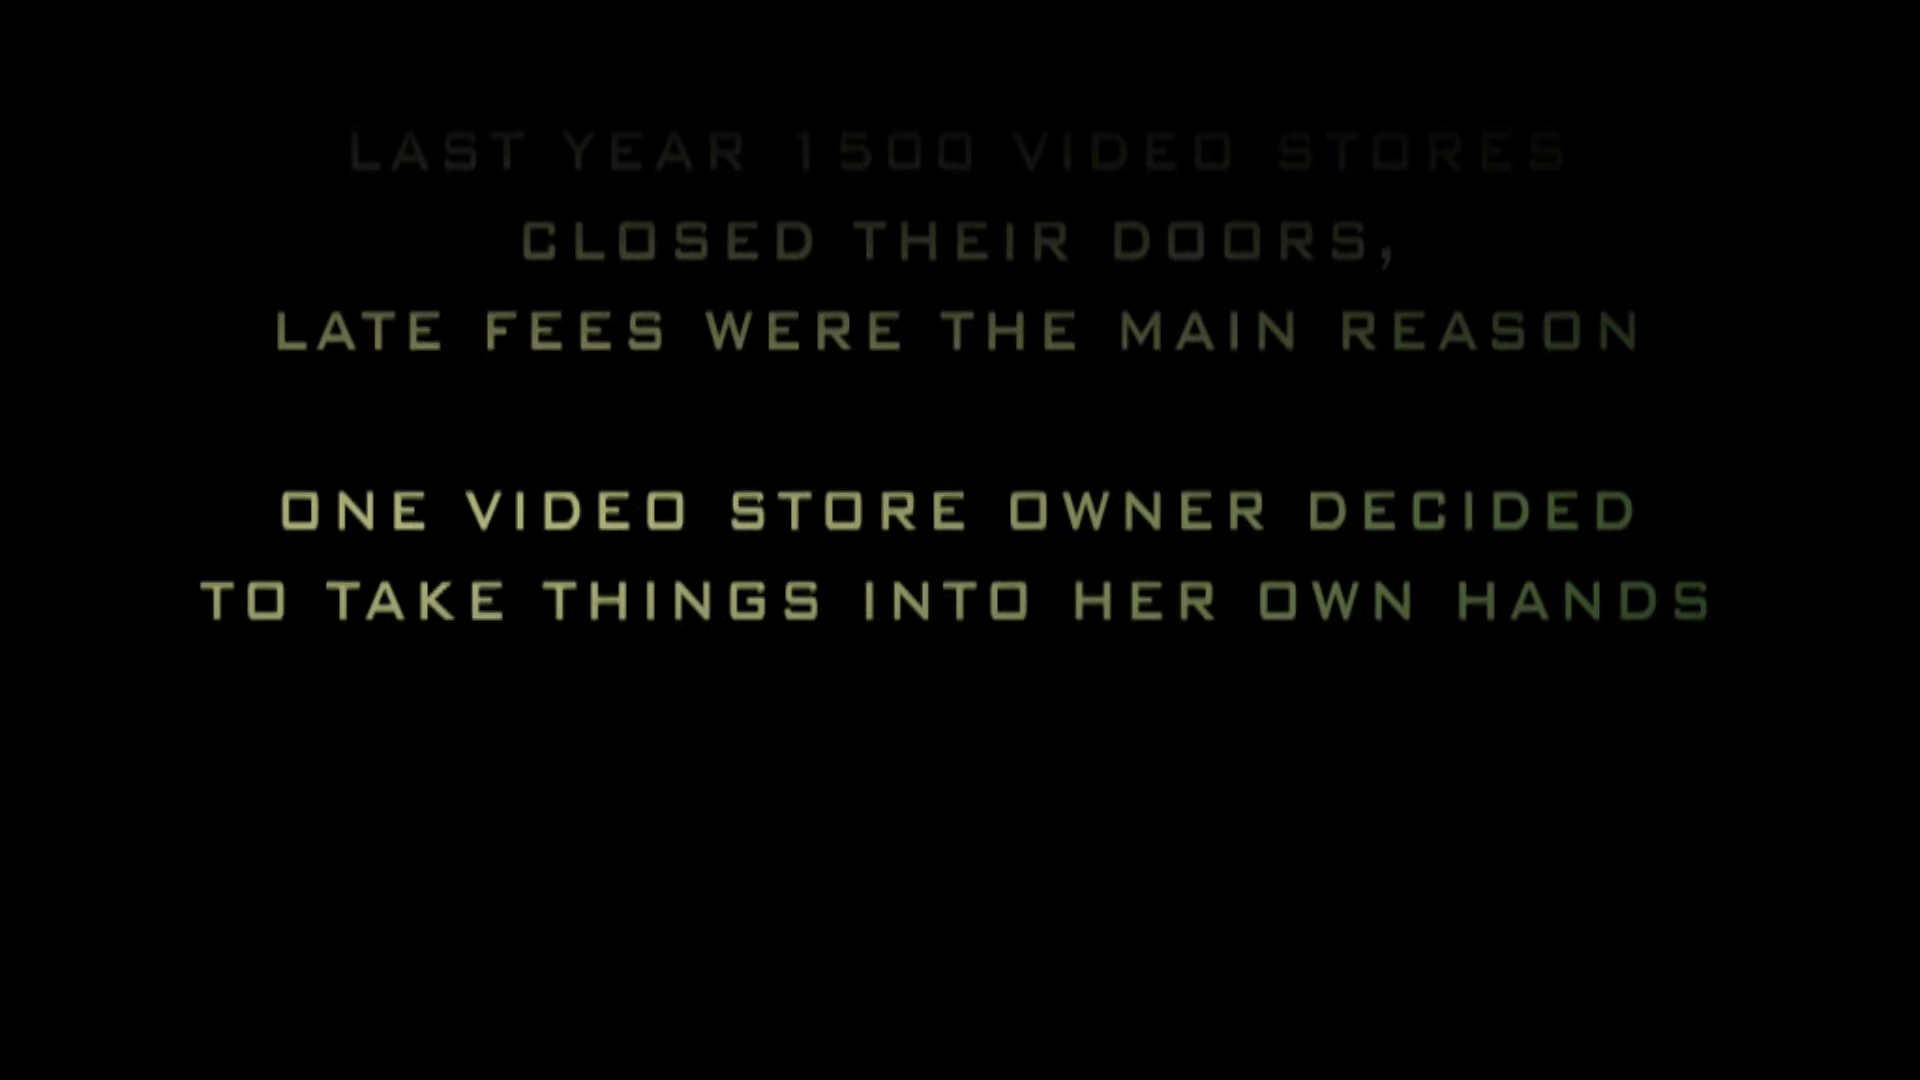 LAST YEAR 1500 VIDEO STORES
CLOSED THEIR DOORS,
LATE FEES WERE THE MAIN REASON
ONE VIDEO STORE OWNER DECIDED
TO TAKE THINGS INTO HER OWN HANDS